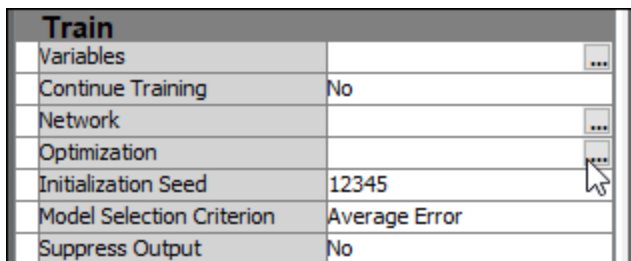 Train
Variables ...
Continue Training No
Network ...
Optimization ...
Initialization Seed 12345
Model Selection Criterion Average Error
Suppress Output No